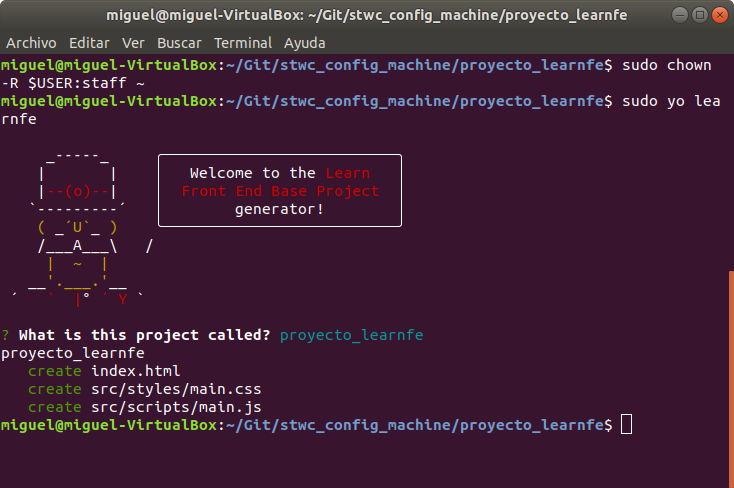 miguel@miguel-VirtualBox: ~/Git/stwc_config_machine/proyecto_learnfe
Archivo Editar Ver Buscar Terminal Ayuda
miguel@miguel-VirtualBox:~/Git/stwc_config_machine/proyecto_learnfe$ sudo chown
-R $USER:staff ~
miguel@miguel-VirtualBox:~/Git/stwc_config_machine/proyecto_learnfe$ sudo yo lea
rnfe
     _-----_
    |       |
    |--(o)--|
   `---------´
    ( _´U`_ )
    /___A___\   /
     |  ~  |
   __'.___.'__
 ´   `  |° ´ Y `
Welcome to the Learn
Front End Base Project
generator!
? What is this project called? proyecto_learnfe
proyecto_learnfe
   create index.html
   create src/styles/main.css
   create src/scripts/main.js
miguel@miguel-VirtualBox:~/Git/stwc_config_machine/proyecto_learnfe$